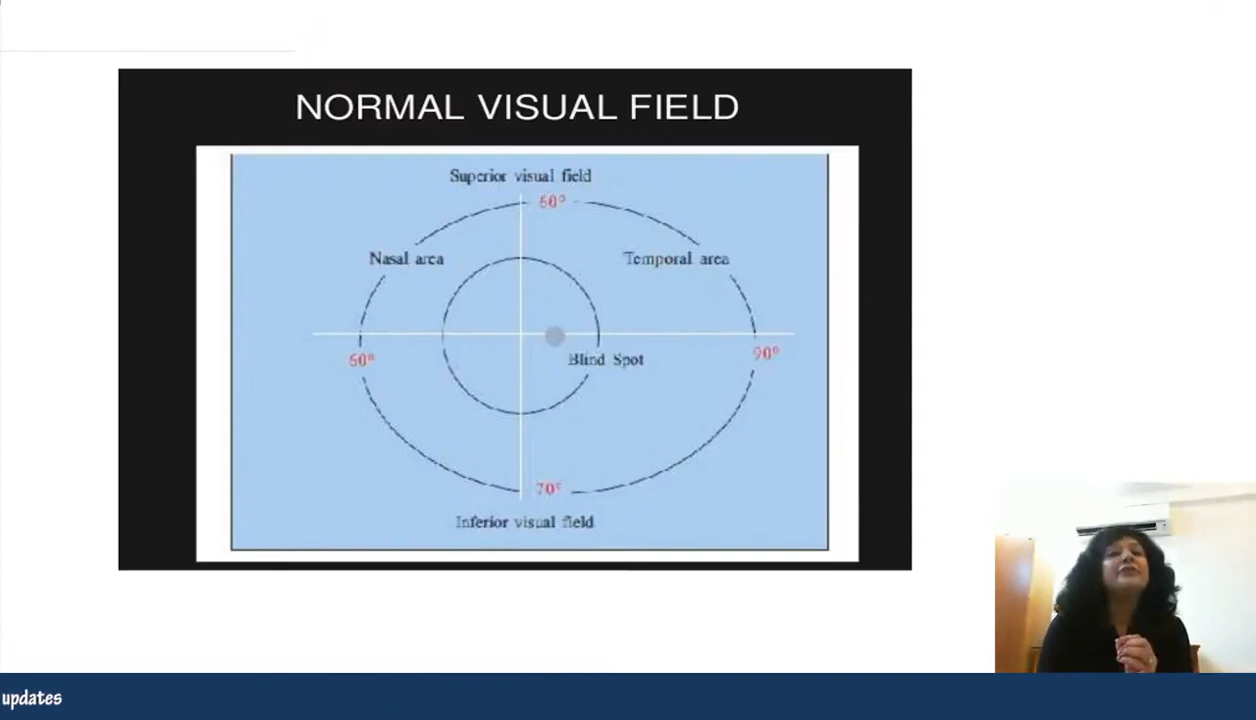 NORMAL VISUAL FIELD
Superior visual field
60°
Nasal area
Temporal area
60°
Blind Spot
90°
70°
Inferior visual field
updates